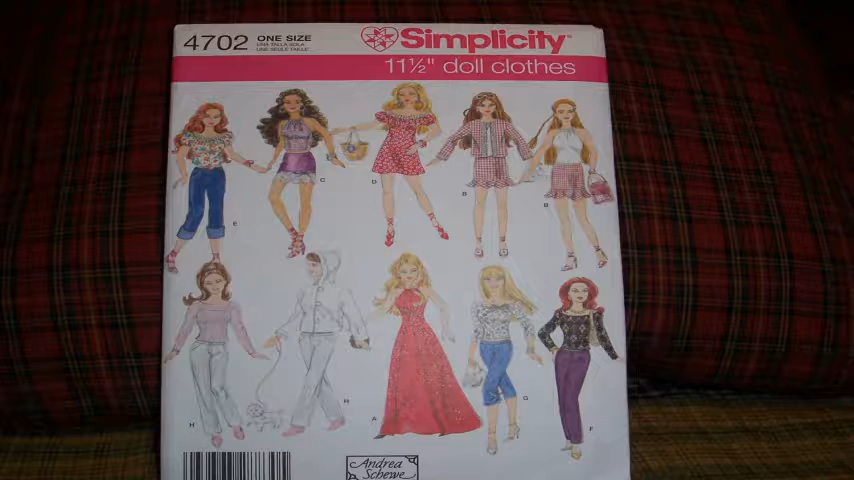 4702 ONE SIZE
UNA TALLA SOLA
UNE SEULE TAILLE
Simplicity
11½" doll clothes
E
C
D
B
B
H
H
A
G
F
Andrea
Schewe